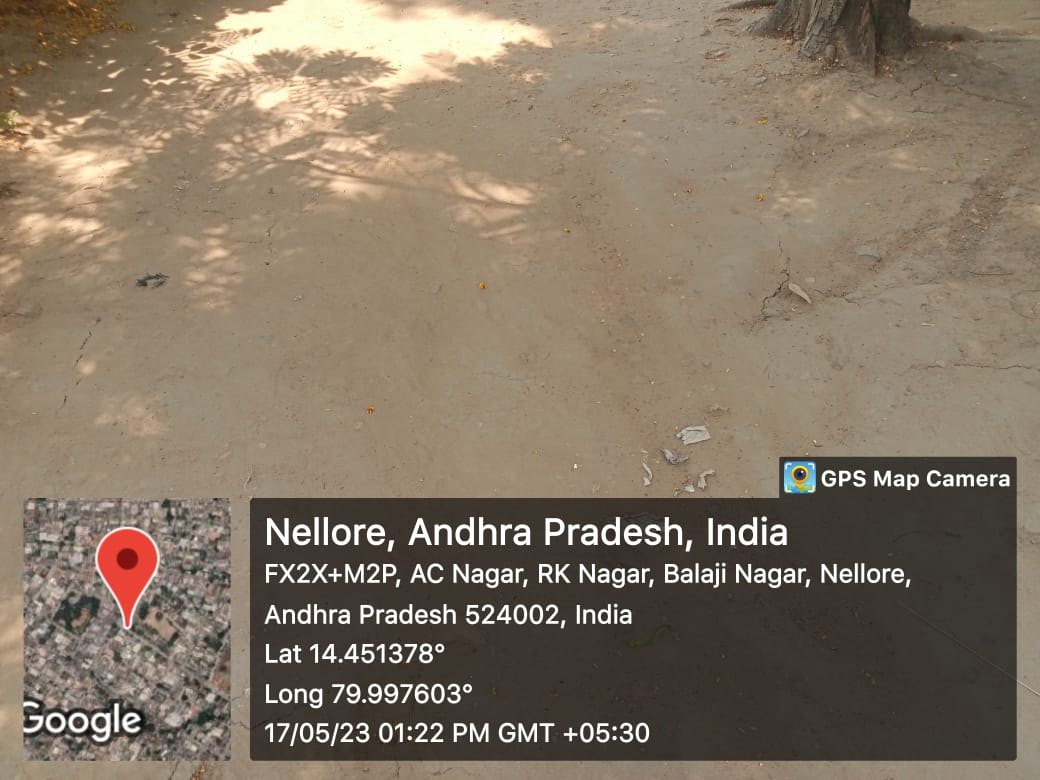 GPS Map Camera
Nellore, Andhra Pradesh, India
FX2X+M2P, AC Nagar, RK Nagar, Balaji Nagar, Nellore,
Andhra Pradesh 524002, India
Lat 14.451378°
Long 79.997603°
17/05/23 01:22 PM GMT +05:30
Google